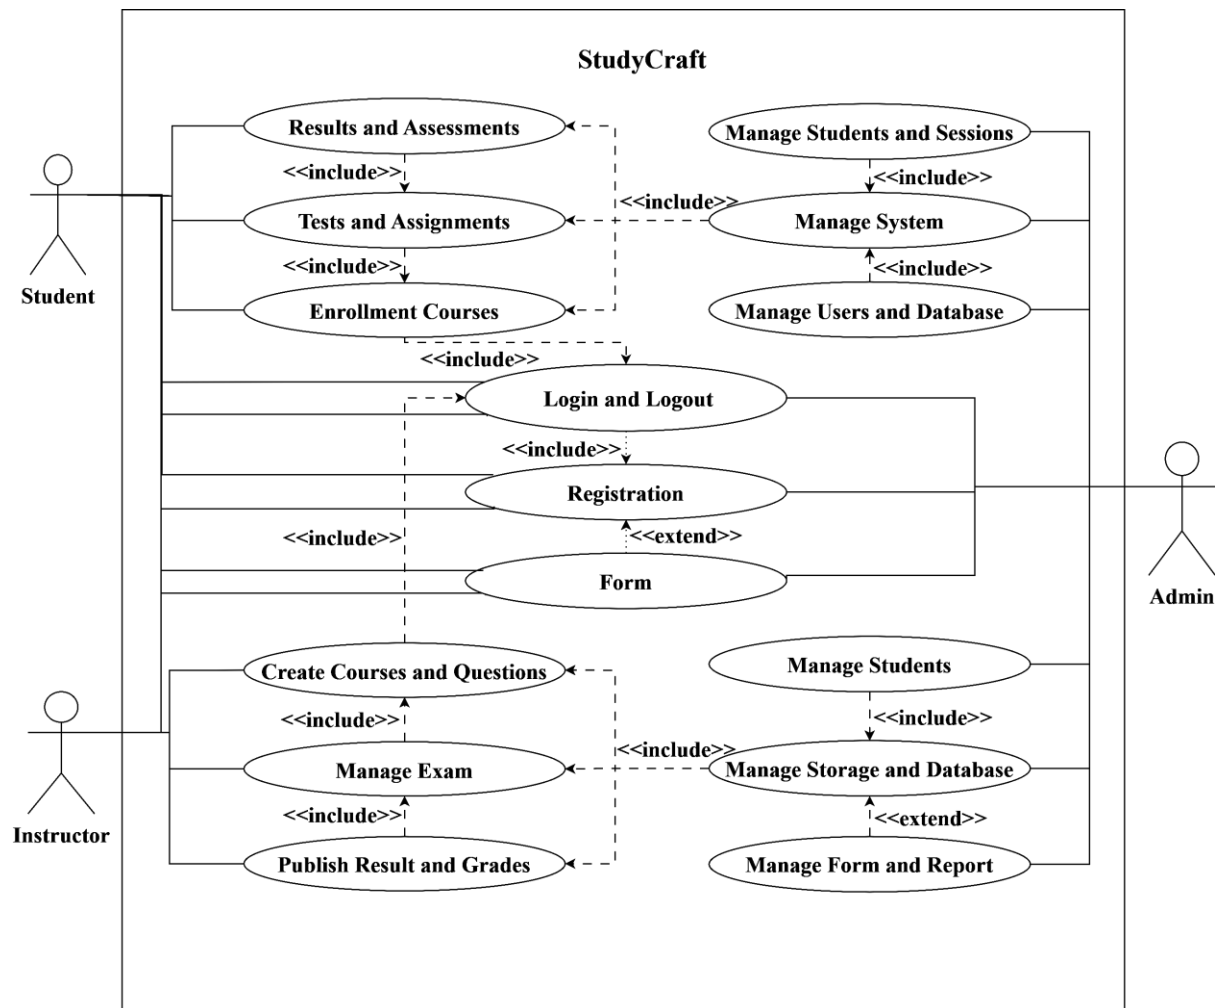 StudyCraft
Results and Assessments
Manage Students and Sessions
<<include>>
<<include>>
<<include>>
Tests and Assignments
Manage System
<<include>>
<<include>>
Student
Enrollment Courses
Manage Users and Database
<<include>>
Login and Logout
<<include>>
Registration
<<include>>
<<extend>>
Form
Admin
Create Courses and Questions
Manage Students
<<include>>
<<include>>
<<include>>
Manage Exam
Manage Storage and Database
<<include>>
<<extend>>
Instructor
Publish Result and Grades
Manage Form and Report